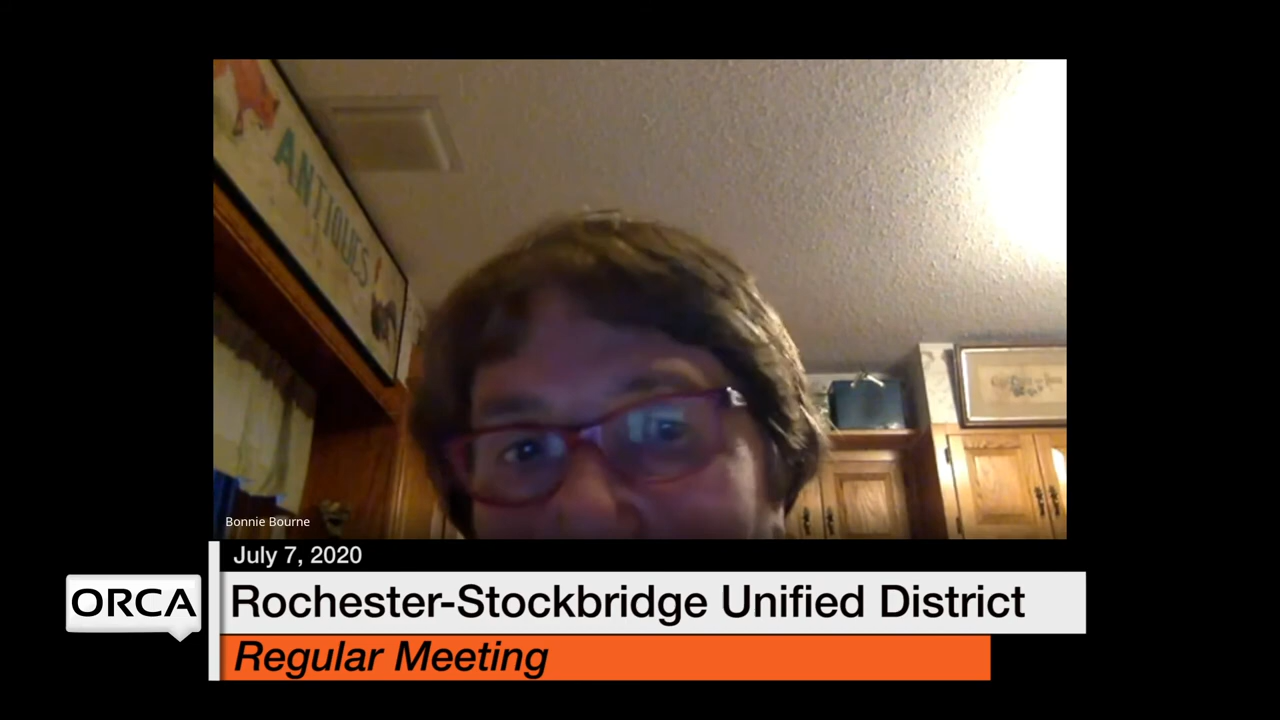 ANTIQUES
Bonnie Bourne
July 7, 2020
ORCA
Rochester-Stockbridge Unified District
Regular Meeting